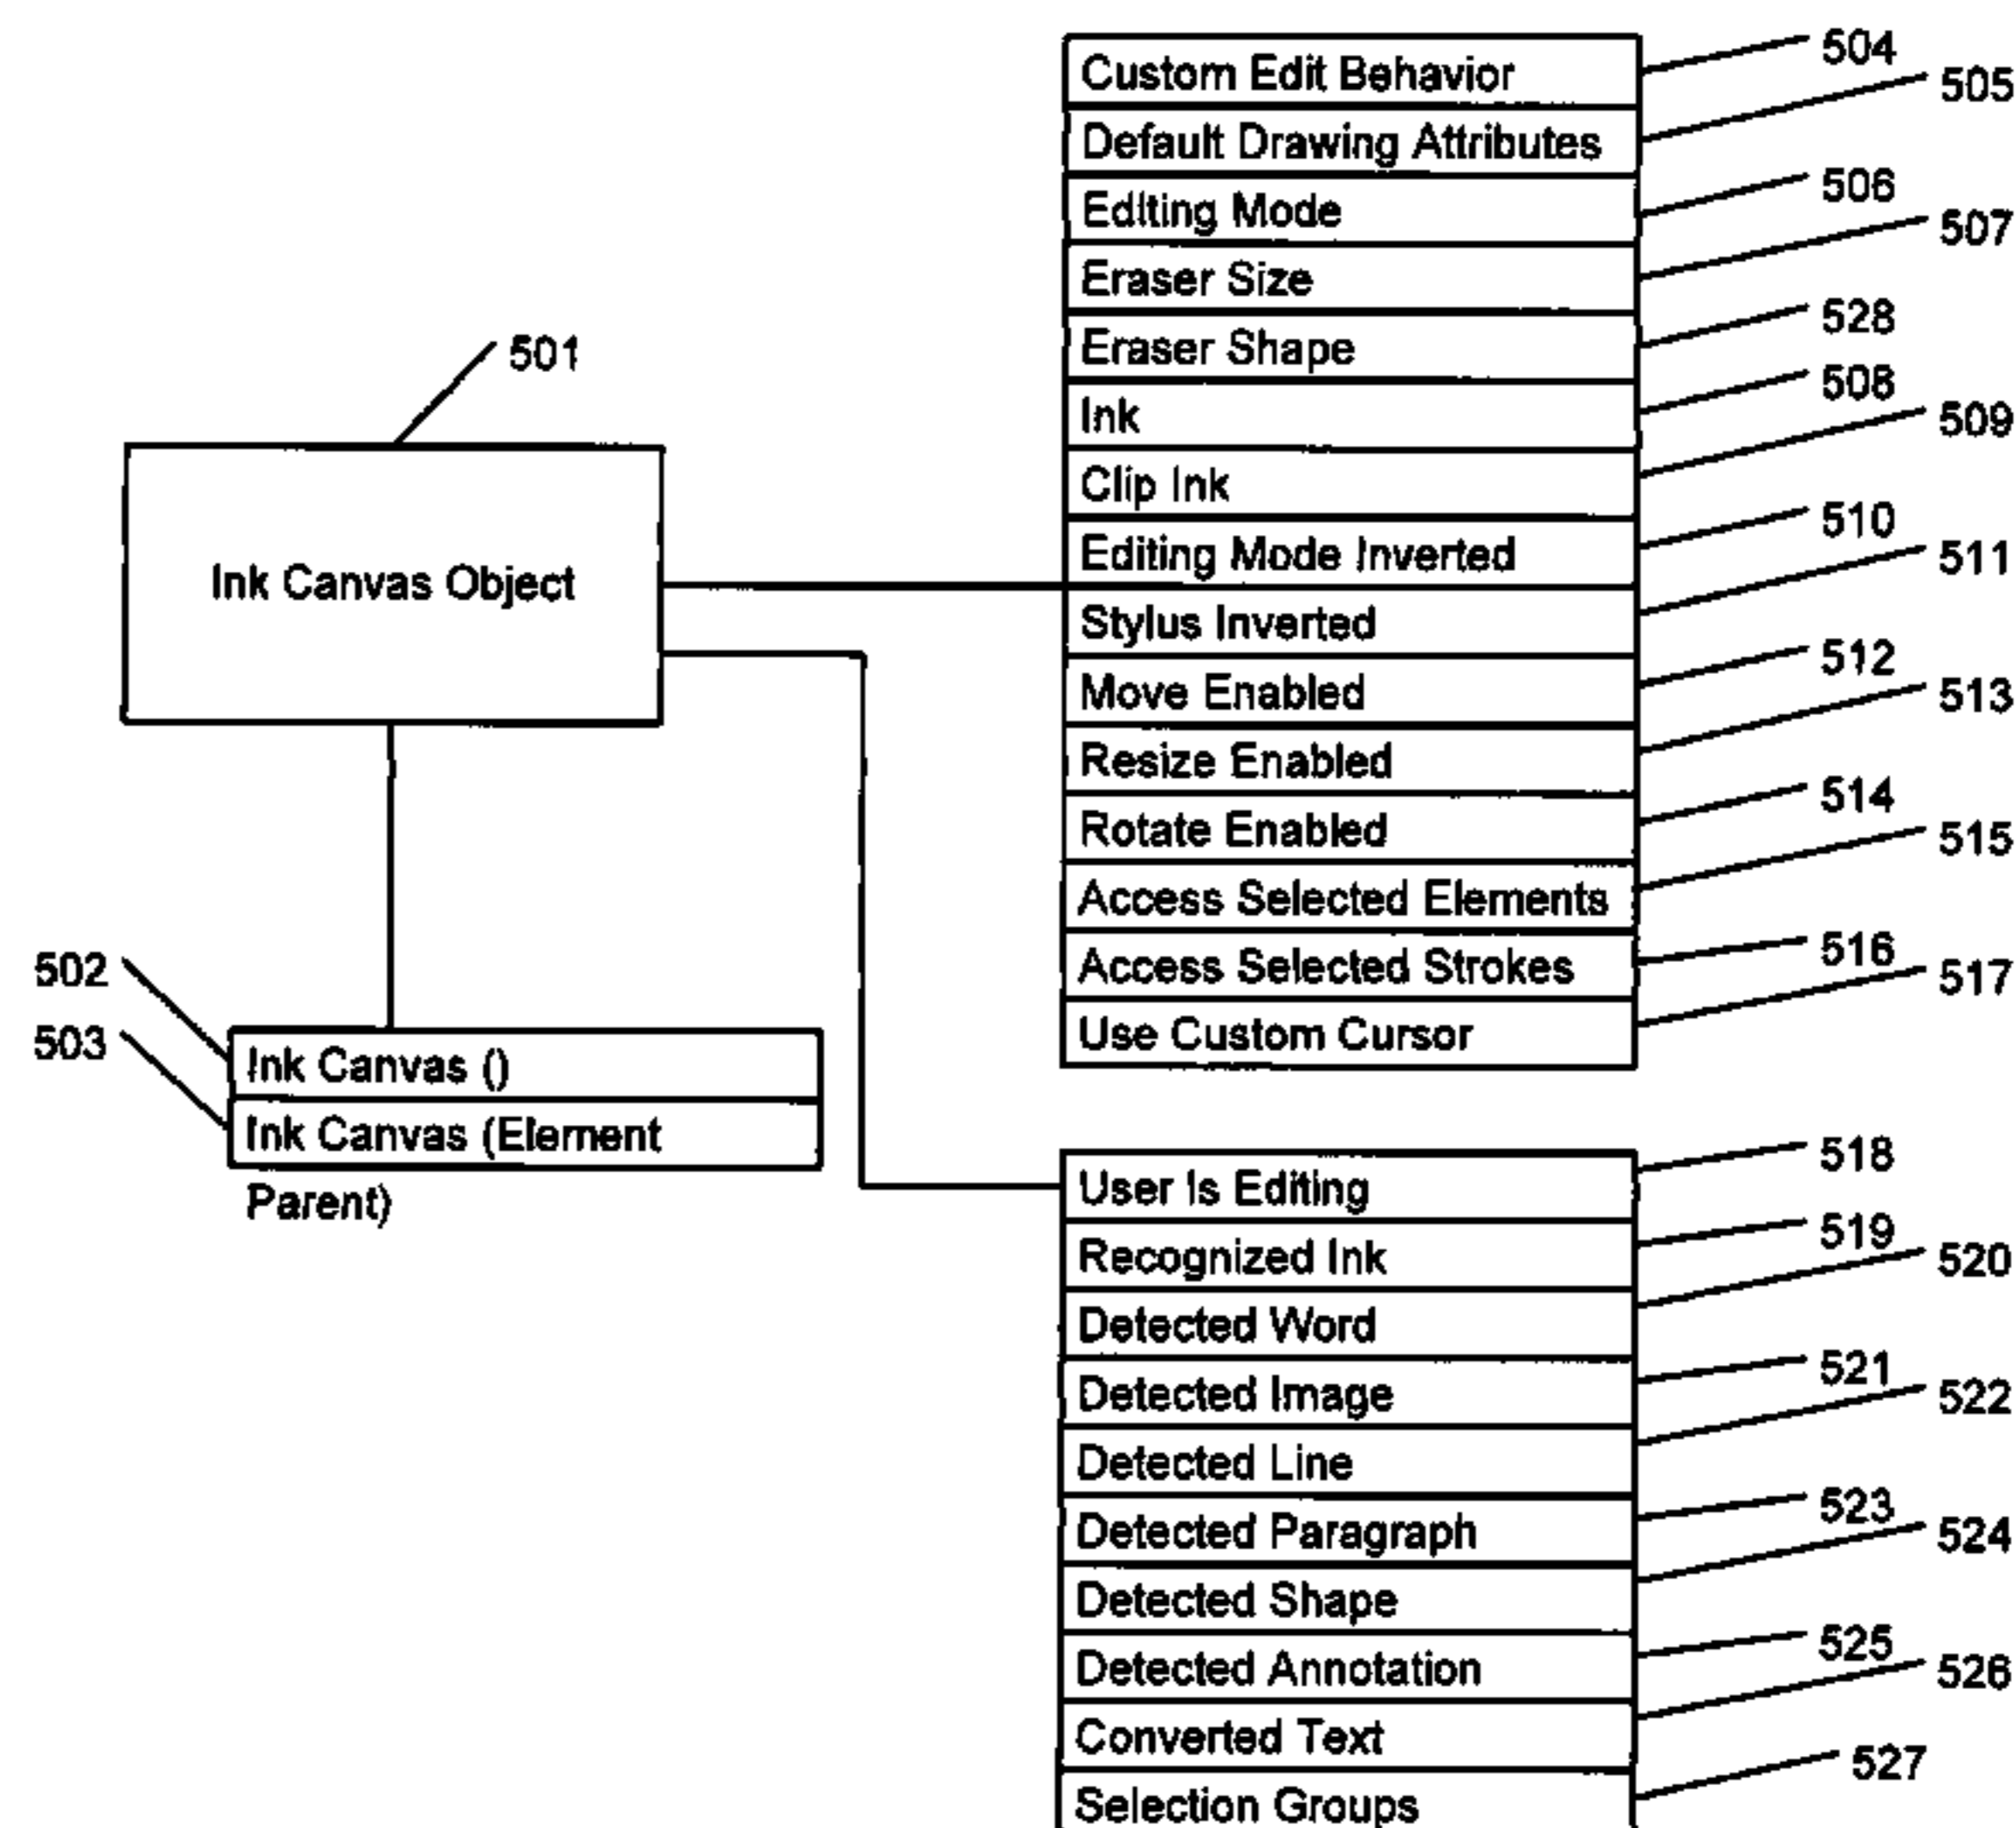 Custom Edit Behavior 504
Default Drawing Attributes 505
Editing Mode 506
Eraser Size 507
Eraser Shape 528
Ink 508
Clip Ink 509
Editing Mode Inverted 510
Stylus Inverted 511
Move Enabled 512
Resize Enabled 513
Rotate Enabled 514
Access Selected Elements 515
Access Selected Strokes 516
Use Custom Cursor 517
501
Ink Canvas Object
502
Ink Canvas ()
503
Ink Canvas (Element
Parent)
User Is Editing 518
Recognized Ink 519
Detected Word 520
Detected Image 521
Detected Line 522
Detected Paragraph 523
Detected Shape 524
Detected Annotation 525
Converted Text 526
Selection Groups 527